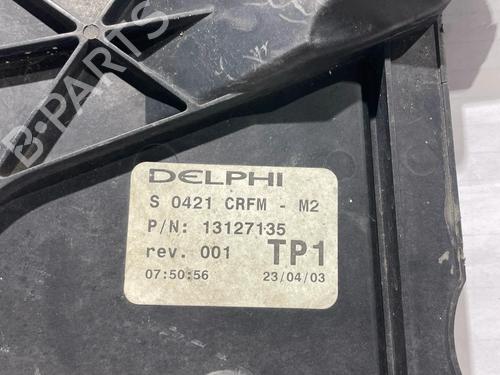 B-PARTS
DELPHI
S 0421 CRFM - M2
P/N: 13127135
rev. 001 TP1
07:50:56 23/04/03